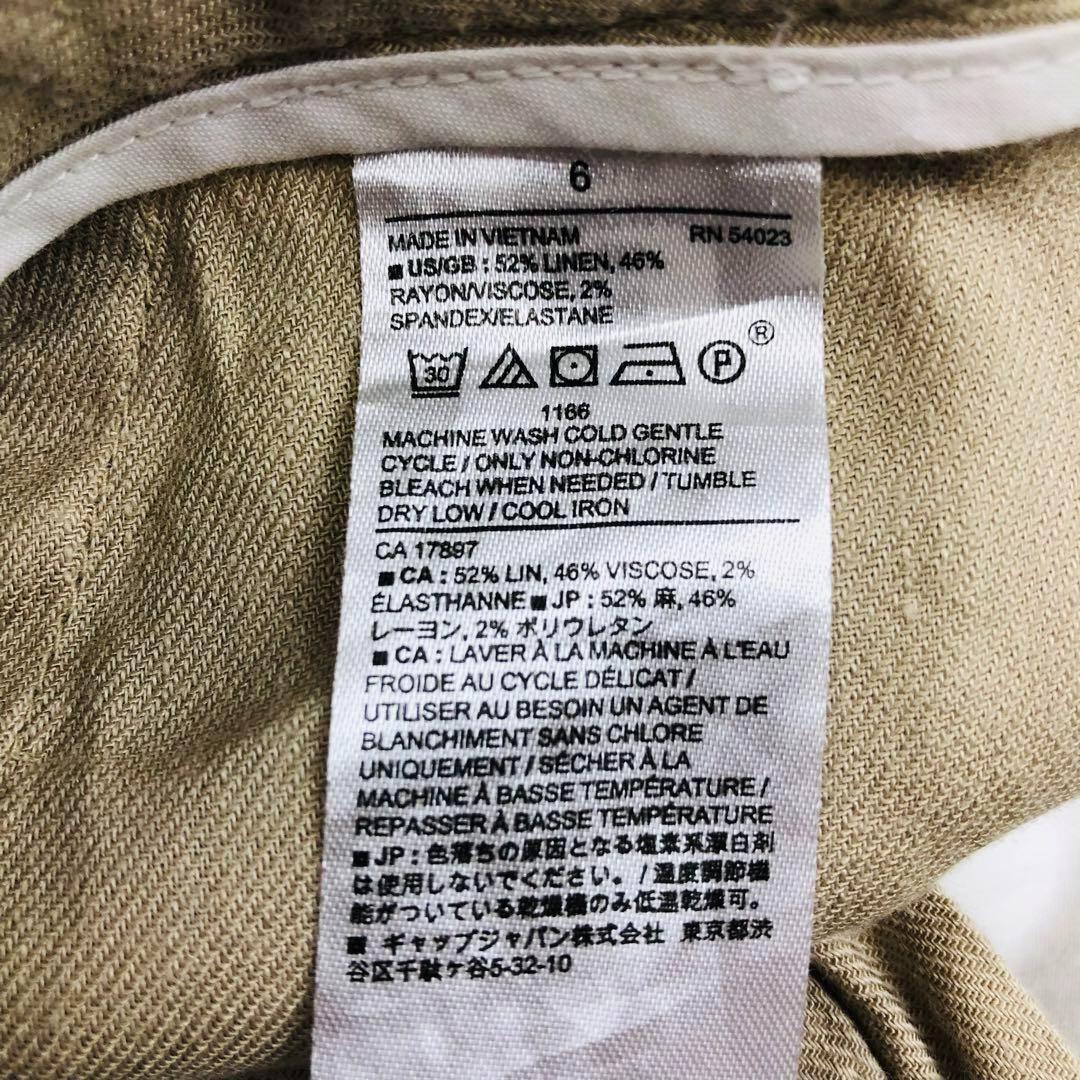 6
MADE IN VIETNAM RN 54023
■ US/GB : 52% LINEN, 46%
RAYON/VISCOSE, 2%
SPANDEX/ELASTANE
30 P ®
1166
MACHINE WASH COLD GENTLE
CYCLE / ONLY NON-CHLORINE
BLEACH WHEN NEEDED / TUMBLE
DRY LOW / COOL IRON
CA 17897
■ CA : 52% LIN, 46% VISCOSE, 2%
ÉLASTHANNE ■ JP : 52% 麻, 46%
レーヨン, 2% ポリウレタン
■ CA : LAVER À LA MACHINE À L'EAU
FROIDE AU CYCLE DÉLICAT /
UTILISER AU BESOIN UN AGENT DE
BLANCHIMENT SANS CHLORE
UNIQUEMENT / SÉCHER À LA
MACHINE À BASSE TEMPÉRATURE /
REPASSER À BASSE TEMPÉRATURE
■ JP : 色落ちの原因となる塩素系漂白剤
は使用しないでください。/ 温度調節機
能がついている乾燥機のみ低温乾燥可。
■ ギャップジャパン株式会社 東京都渋
谷区千駄ヶ谷5-32-10